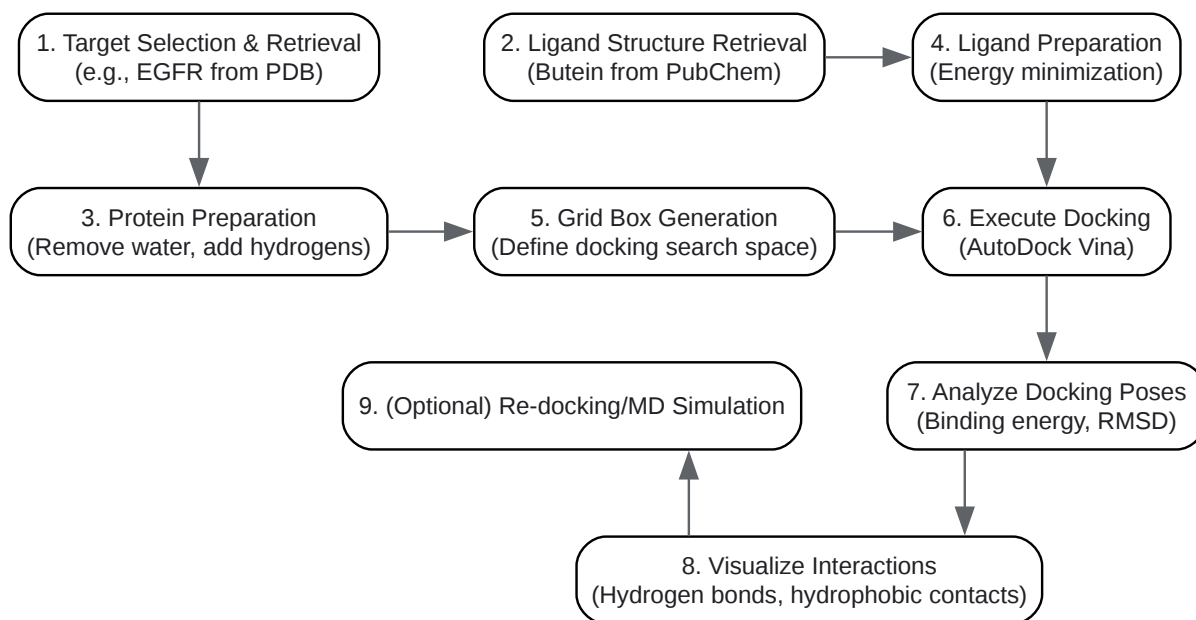 1. Target Selection & Retrieval
(e.g., EGFR from PDB)
2. Ligand Structure Retrieval
(Butein from PubChem)
4. Ligand Preparation
(Energy minimization)
3. Protein Preparation
(Remove water, add hydrogens)
5. Grid Box Generation
(Define docking search space)
6. Execute Docking
(AutoDock Vina)
9. (Optional) Re-docking/MD Simulation
7. Analyze Docking Poses
(Binding energy, RMSD)
8. Visualize Interactions
(Hydrogen bonds, hydrophobic contacts)